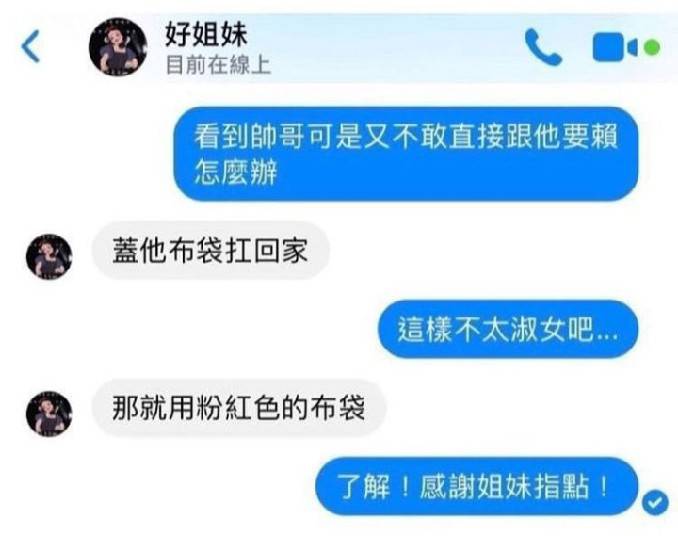 好姐妹
目前在線上
看到帥哥可是又不敢直接跟他要賴
怎麼辦
蓋他布袋扛回家
這樣不太淑女吧...
那就用粉紅色的布袋
了解！感謝姐妹指點！